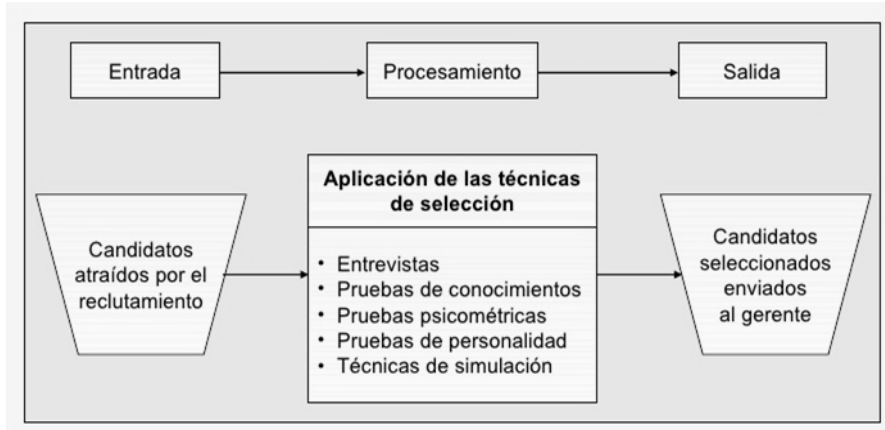 Entrada
Procesamiento
Salida
Candidatos
atraídos por el
reclutamiento
Aplicación de las técnicas
de selección
• Entrevistas
• Pruebas de conocimientos
• Pruebas psicométricas
• Pruebas de personalidad
• Técnicas de simulación
Candidatos
seleccionados
enviados
al gerente